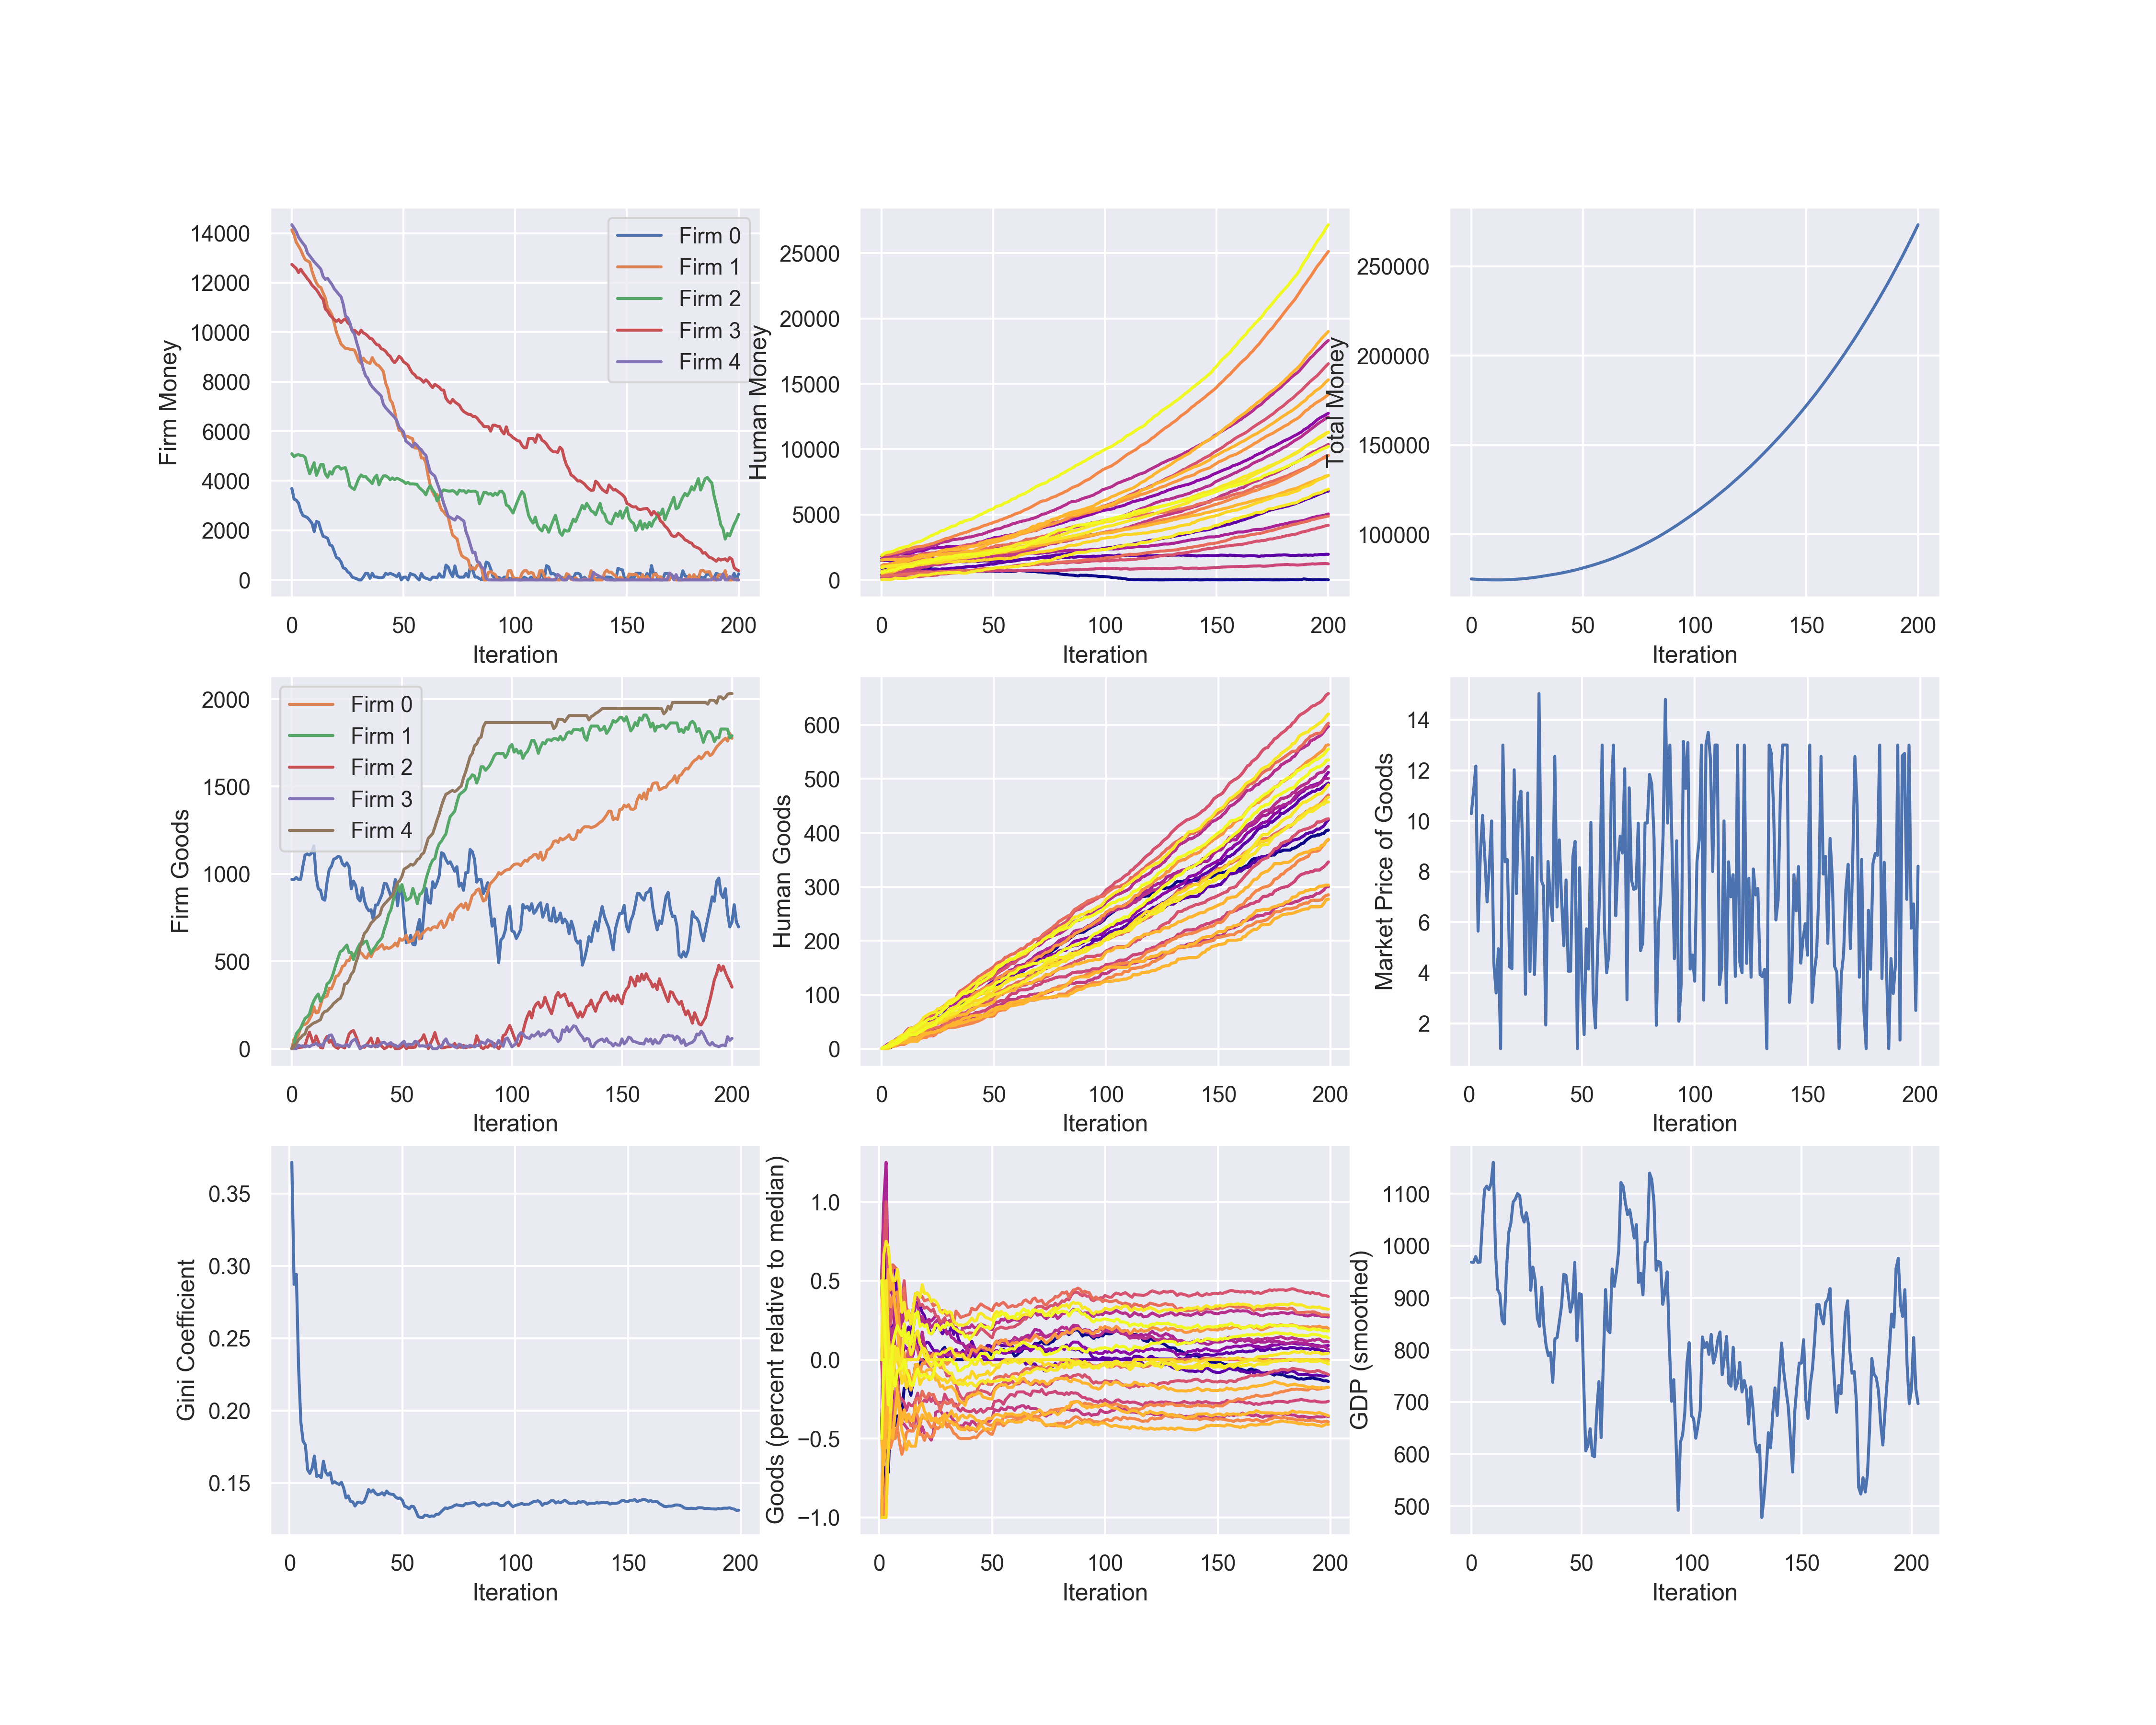 Firm Money
14000
12000
10000
8000
6000
4000
2000
0
Firm 0
Firm 1
Firm 2
Firm 3
Firm 4
0 50 100 150 200
Iteration
Human Money
25000
20000
15000
10000
5000
0
0 50 100 150 200
Iteration
Total Money
250000
200000
150000
100000
0 50 100 150 200
Iteration
Firm Goods
2000
1500
1000
500
0
Firm 0
Firm 1
Firm 2
Firm 3
Firm 4
0 50 100 150 200
Iteration
Human Goods
600
500
400
300
200
100
0
0 50 100 150 200
Iteration
Market Price of Goods
14
12
10
8
6
4
2
0 50 100 150 200
Iteration
Gini Coefficient
0.35
0.30
0.25
0.20
0.15
0 50 100 150 200
Iteration
Goods (percent relative to median)
1.0
0.5
0.0
−0.5
−1.0
0 50 100 150 200
Iteration
GDP (smoothed)
1100
1000
900
800
700
600
500
0 50 100 150 200
Iteration